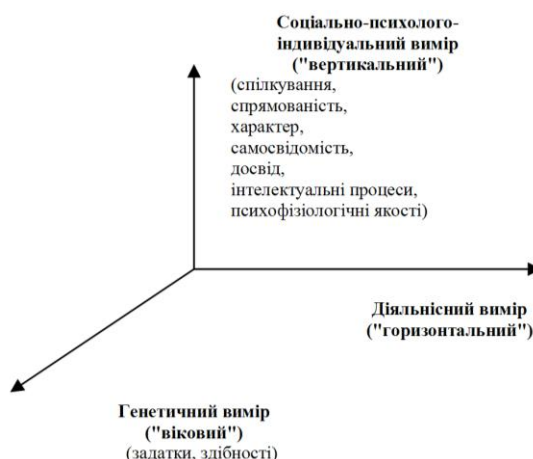 Соціально-психолого-
індивідуальний вимір
("вертикальний")
(спілкування,
спрямованість,
характер,
самосвідомість,
досвід,
інтелектуальні процеси,
психофізіологічні якості)
Діяльнісний вимір
("горизонтальний")
Генетичний вимір
("віковий")
(задатки, здібності)